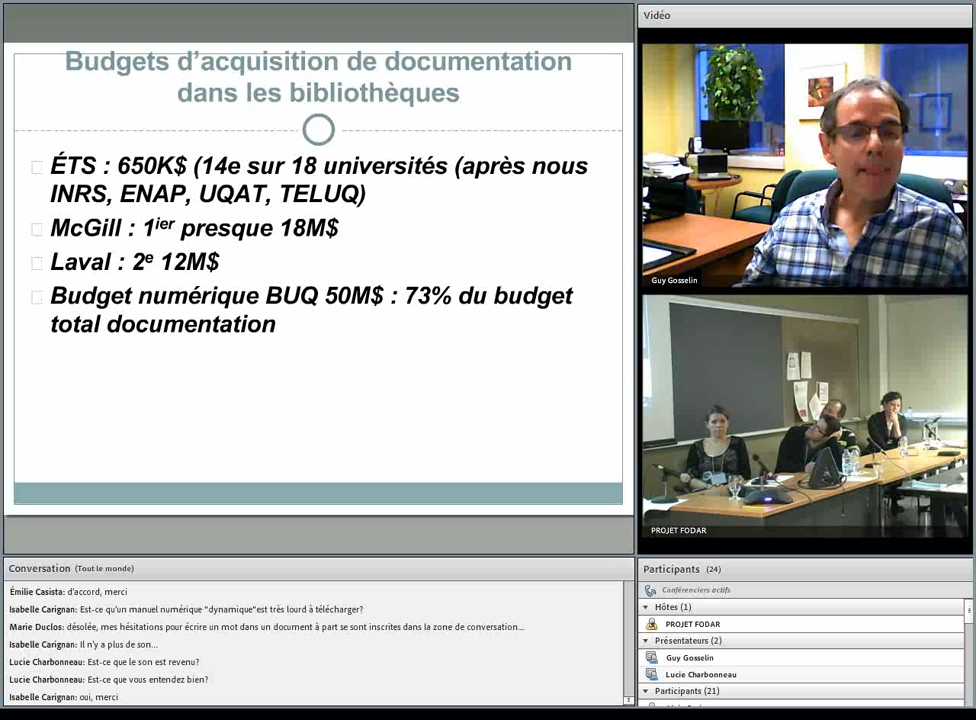 Budgets d’acquisition de documentation
dans les bibliothèques
ÉTS : 650K$ (14e sur 18 universités (après nous
INRS, ENAP, UQAT, TELUQ)
McGill : 1ier presque 18M$
Laval : 2e 12M$
Budget numérique BUQ 50M$ : 73% du budget
total documentation
Vidéo
Guy Gosselin
PROJET FODAR
Conversation (Tout le monde)
Émilie Casista: d'accord, merci
Isabelle Carignan: Est-ce qu'un manuel numérique "dynamique"est très lourd à télécharger?
Marie Duclos: désolée, mes hésitations pour écrire un mot dans un document à part se sont inscrites dans la zone de conversation...
Isabelle Carignan: Il n'y a plus de son...
Lucie Charbonneau: Est-ce que le son est revenu?
Lucie Charbonneau: Est-ce que vous entendez bien?
Isabelle Carignan: oui, merci
Participants (24)
Conférenciers actifs
Hôtes (1)
PROJET FODAR
Présentateurs (2)
Guy Gosselin
Lucie Charbonneau
Participants (21)